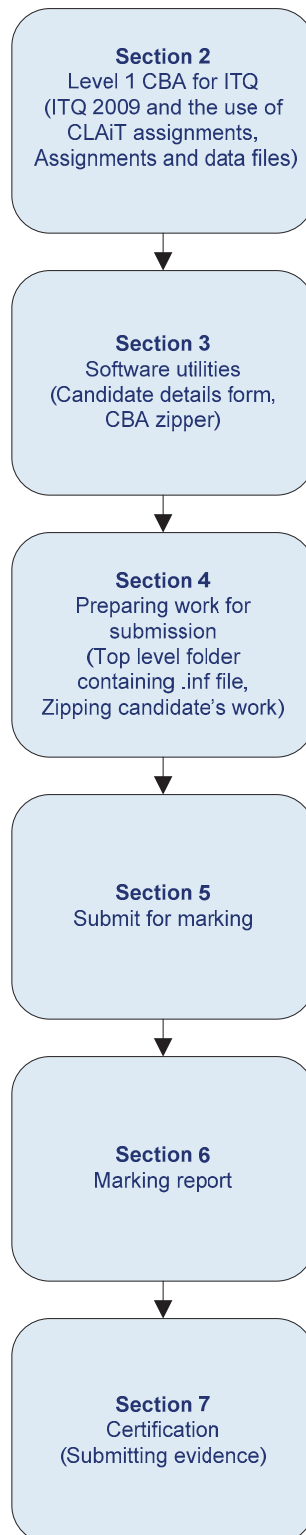 Section 2
Level 1 CBA for ITQ
(ITQ 2009 and the use of
CLAiT assignments,
Assignments and data files)
Section 3
Software utilities
(Candidate details form,
CBA zipper)
Section 4
Preparing work for
submission
(Top level folder
containing .inf file,
Zipping candidate's work)
Section 5
Submit for marking
Section 6
Marking report
Section 7
Certification
(Submitting evidence)